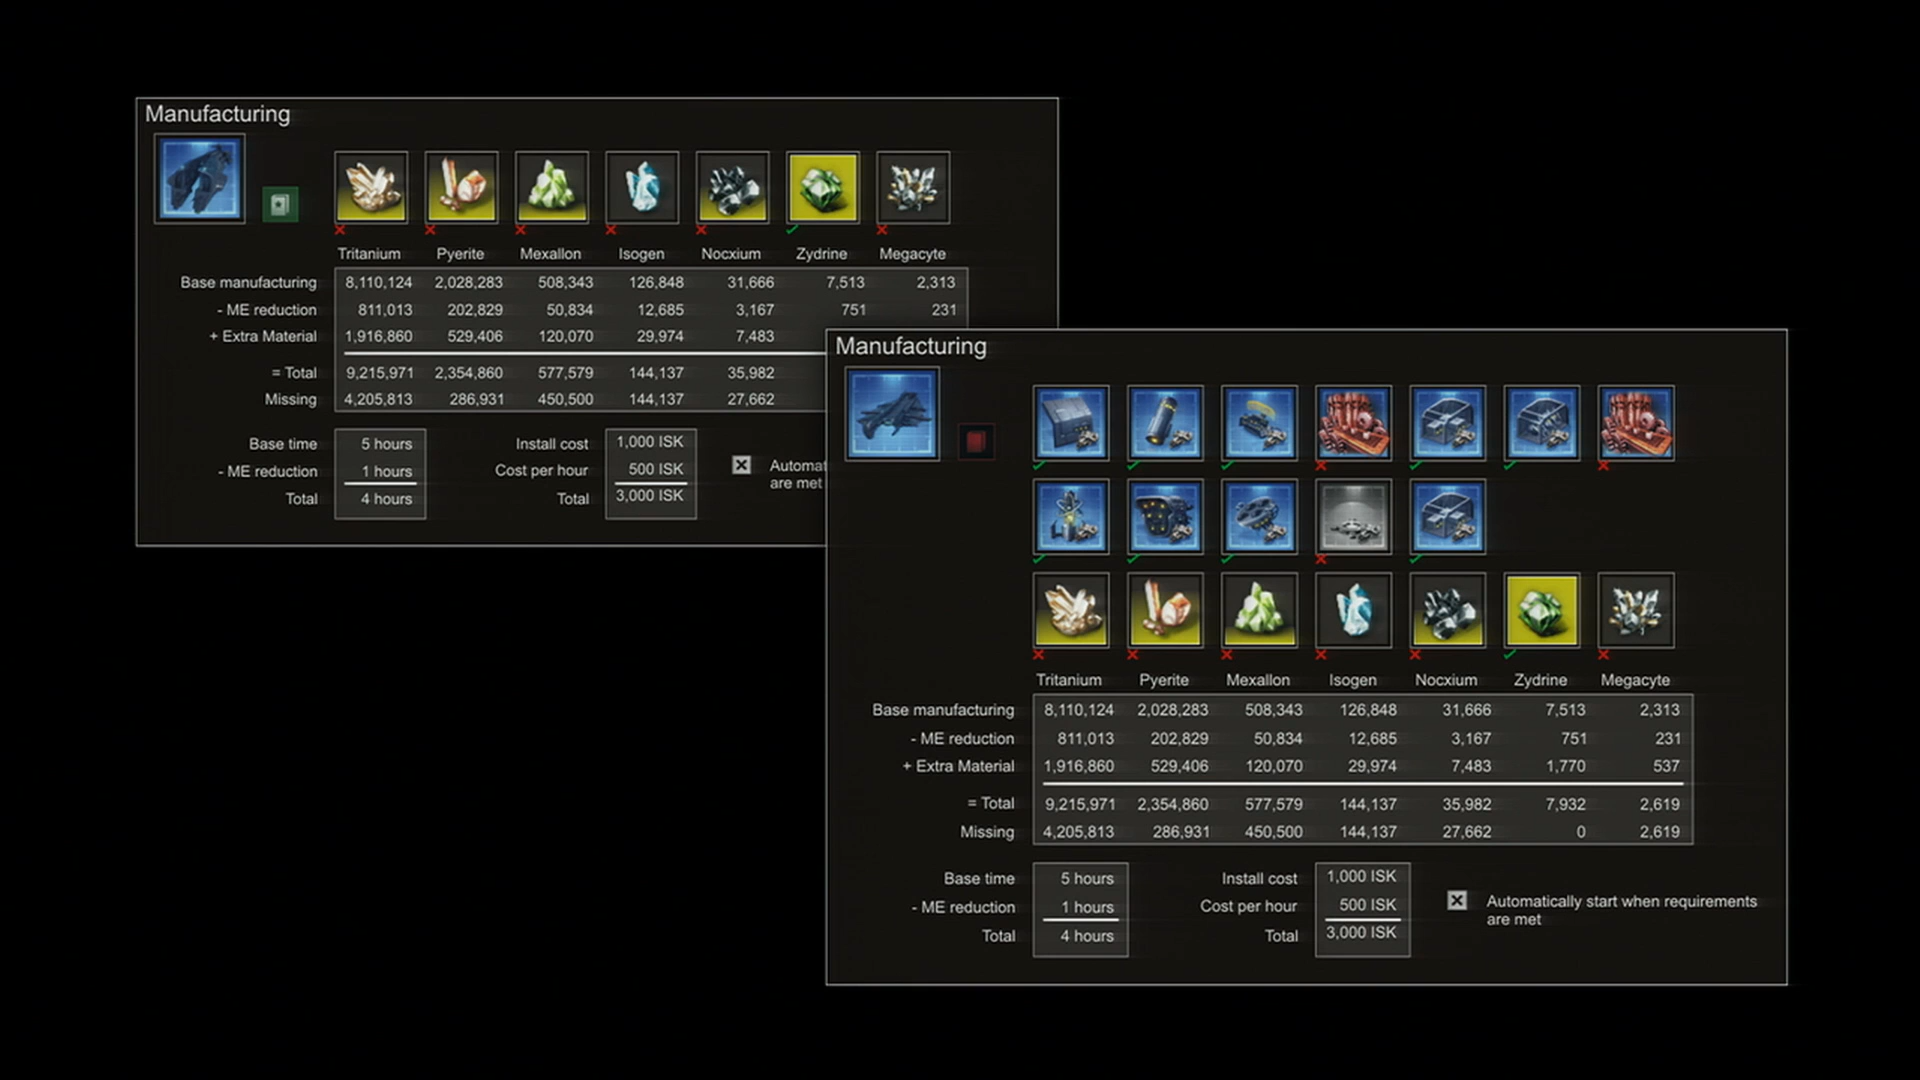 Manufacturing
Tritanium Pyerite Mexallon Isogen Nocxium Zydrine Megacyte
Base manufacturing 8,110,124 2,028,283 508,343 126,848 31,666 7,513 2,313
- ME reduction 811,013 202,829 50,834 12,685 3,167 751 231
+ Extra Material 1,916,860 529,406 120,070 29,974 7,483
= Total 9,215,971 2,354,860 577,579 144,137 35,982
Missing 4,205,813 286,931 450,500 144,137 27,662
Base time 5 hours Install cost 1,000 ISK
- ME reduction 1 hours Cost per hour 500 ISK
Total 4 hours Total 3,000 ISK
Automat
are met
Manufacturing
Tritanium Pyerite Mexallon Isogen Nocxium Zydrine Megacyte
Base manufacturing 8,110,124 2,028,283 508,343 126,848 31,666 7,513 2,313
- ME reduction 811,013 202,829 50,834 12,685 3,167 751 231
+ Extra Material 1,916,860 529,406 120,070 29,974 7,483 1,770 537
= Total 9,215,971 2,354,860 577,579 144,137 35,982 7,932 2,619
Missing 4,205,813 286,931 450,500 144,137 27,662 0 2,619
Base time 5 hours Install cost 1,000 ISK
- ME reduction 1 hours Cost per hour 500 ISK
Total 4 hours Total 3,000 ISK
Automatically start when requirements
are met